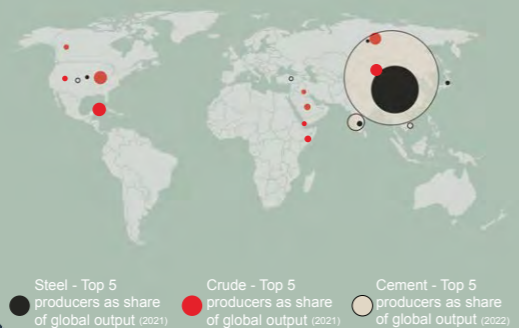 Steel - Top 5
producers as share
of global output (2021)
Crude - Top 5
producers as share
of global output (2021)
Cement - Top 5
producers as share
of global output (2022)